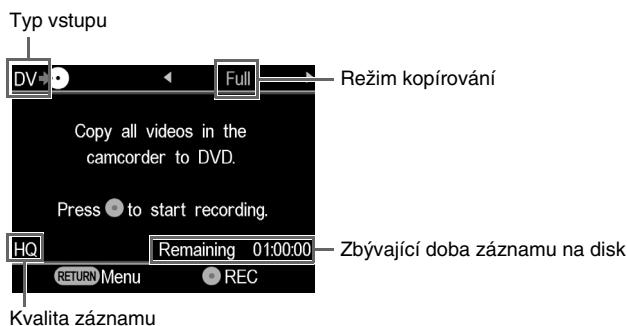 Typ vstupu
DV Full
Režim kopírování
Copy all videos in the
camcorder to DVD.
Press to start recording.
HQ Remaining 01:00:00
Zbývající doba záznamu na disk
RETURN Menu REC
Kvalita záznamu